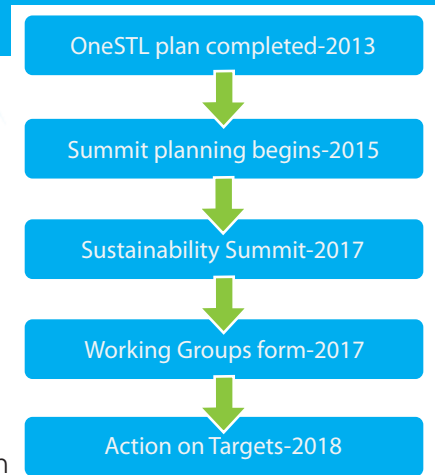 OneSTL plan completed-2013
Summit planning begins-2015
Sustainability Summit-2017
Working Groups form-2017
Action on Targets-2018